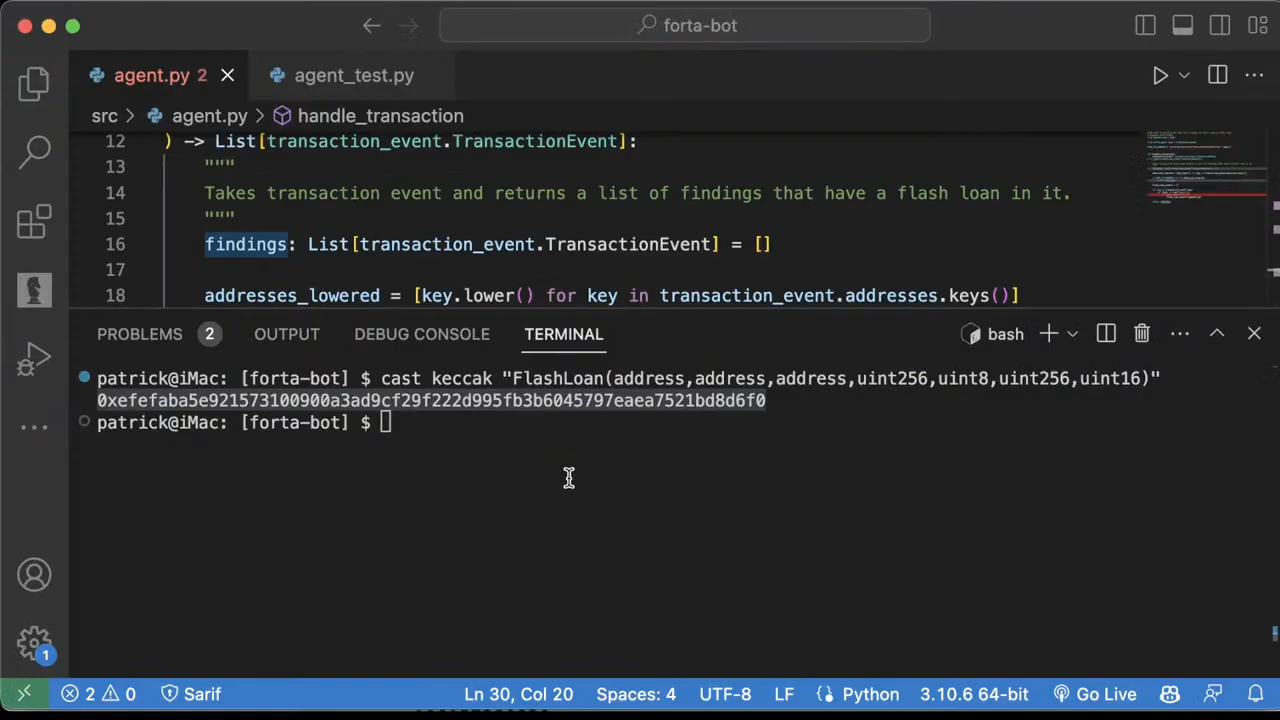 forta-bot
agent.py 2
agent_test.py
src > agent.py > handle_transaction
12 ) -> List[transaction_event.TransactionEvent]:
13 """
14 Takes transaction event and returns a list of findings that have a flash loan in it.
15 """
16 findings: List[transaction_event.TransactionEvent] = []
17
18 addresses_lowered = [key.lower() for key in transaction_event.addresses.keys()]
PROBLEMS 2 OUTPUT DEBUG CONSOLE TERMINAL bash
patrick@iMac: [forta-bot] $ cast keccak "FlashLoan(address,address,address,uint256,uint8,uint256,uint16)"
0xefefaba5e921573100900a3ad9cf29f222d995fb3b6045797eaea7521bd8d6f0
patrick@iMac: [forta-bot] $
1
2 0 Sarif Ln 30, Col 20 Spaces: 4 UTF-8 LF Python 3.10.6 64-bit Go Live